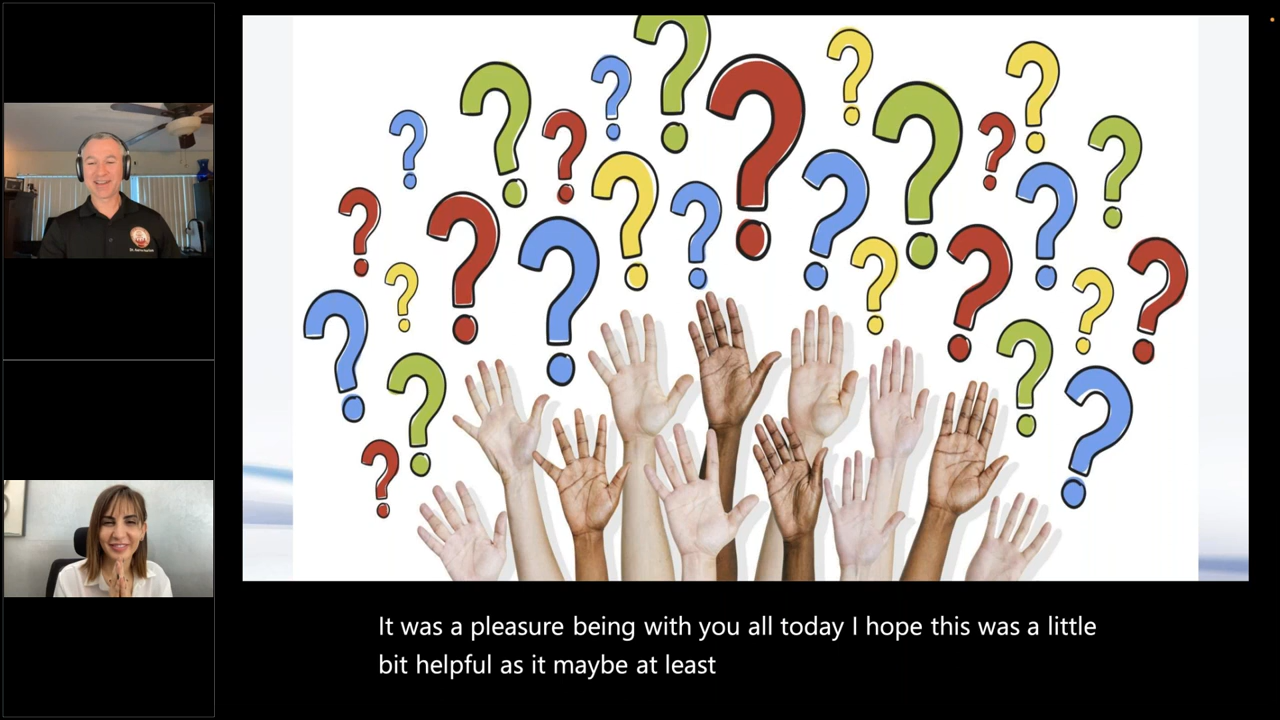 It was a pleasure being with you all today I hope this was a little
bit helpful as it maybe at least